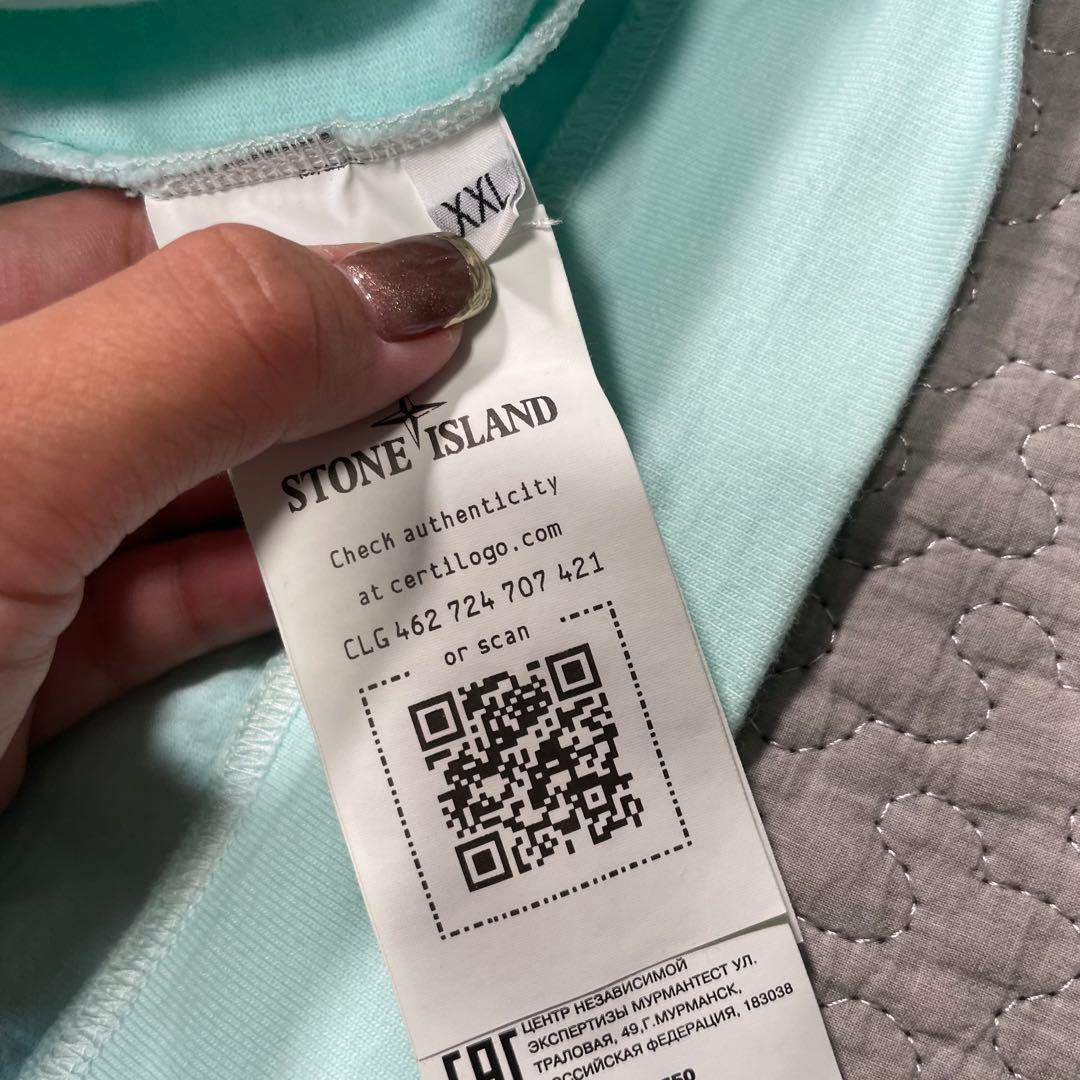 XXL
STONE ISLAND
Check authenticity
at certilogo.com
CLG 462 724 707 421
or scan
ЦЕНТР НЕЗАВИСИМОЙ
ЭКСПЕРТИЗЫ МУРМАНТЕСТ УЛ.
ТРАЛОВАЯ, 49,Г.МУРМАНСК,
РОССИЙСКАЯ ФЕДЕРАЦИЯ, 183038
EAC